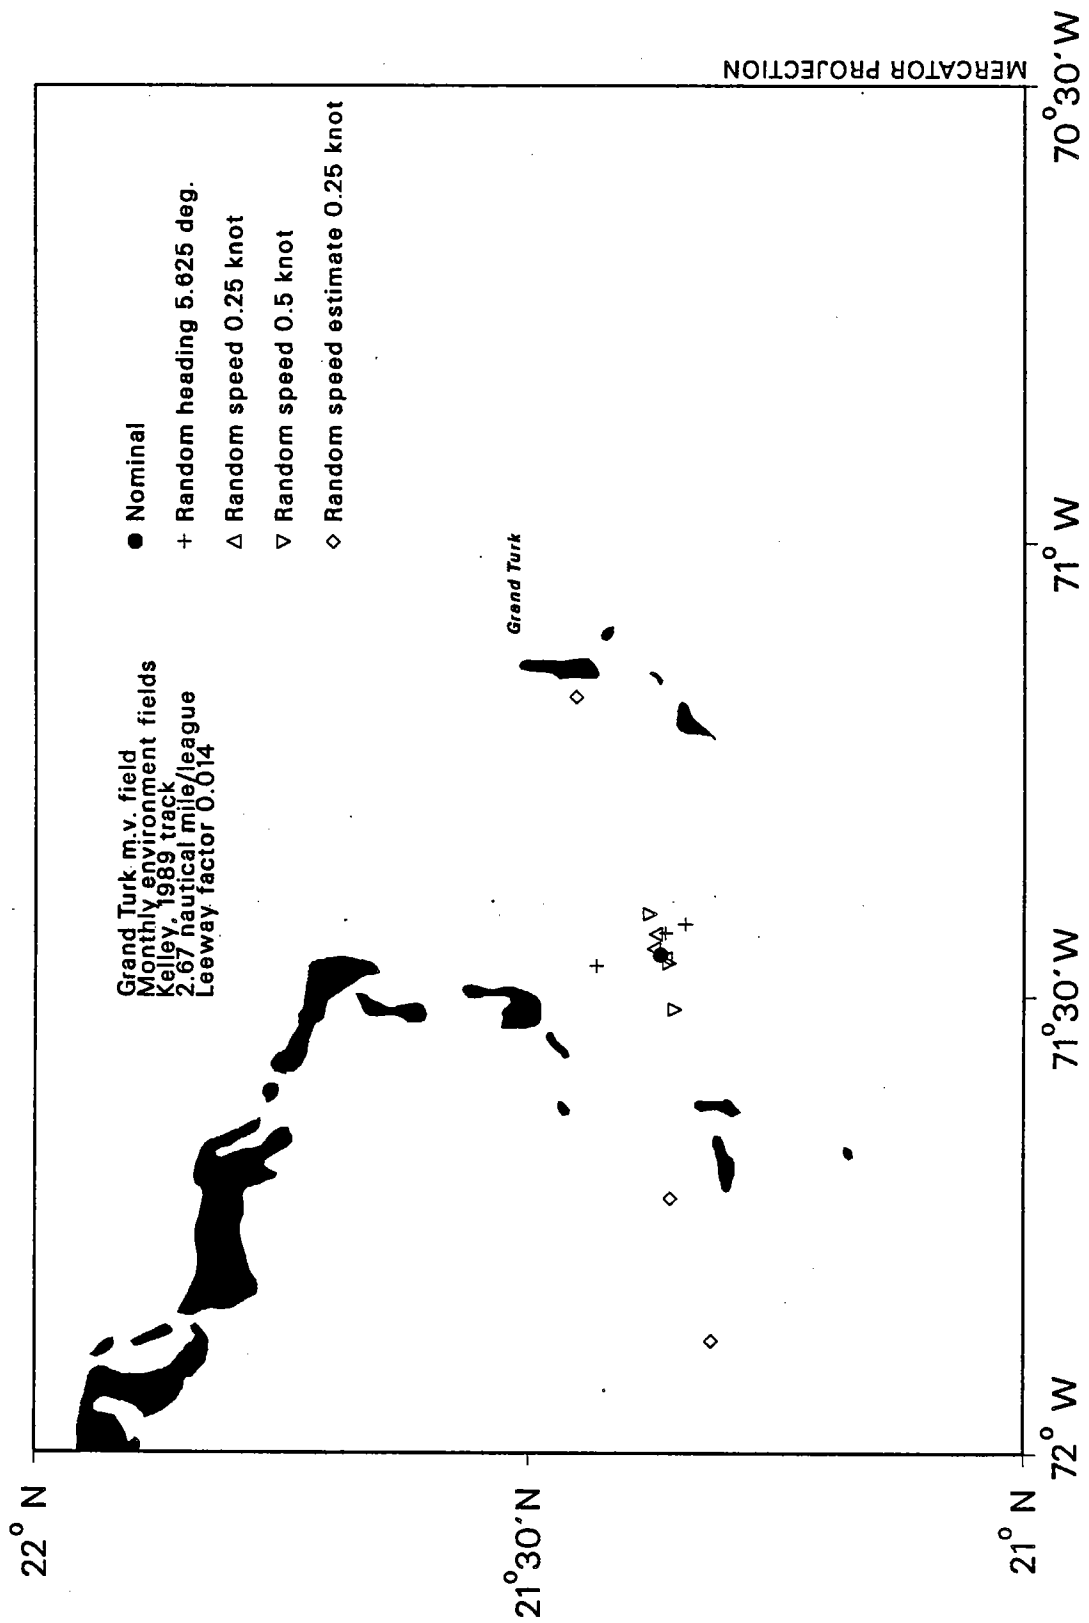 Grand Turk m.v. field
Monthly environment fields
Kelley, 1989 track
2.67 nautical mile/league
Leeway factor 0.014
● Nominal
+ Random heading 5.625 deg.
△ Random speed 0.25 knot
▽ Random speed 0.5 knot
◇ Random speed estimate 0.25 knot
Grand Turk
22° N
21°30'N
21° N
72° W
71°30'W
71° W
70°30'W
MERCATOR PROJECTION